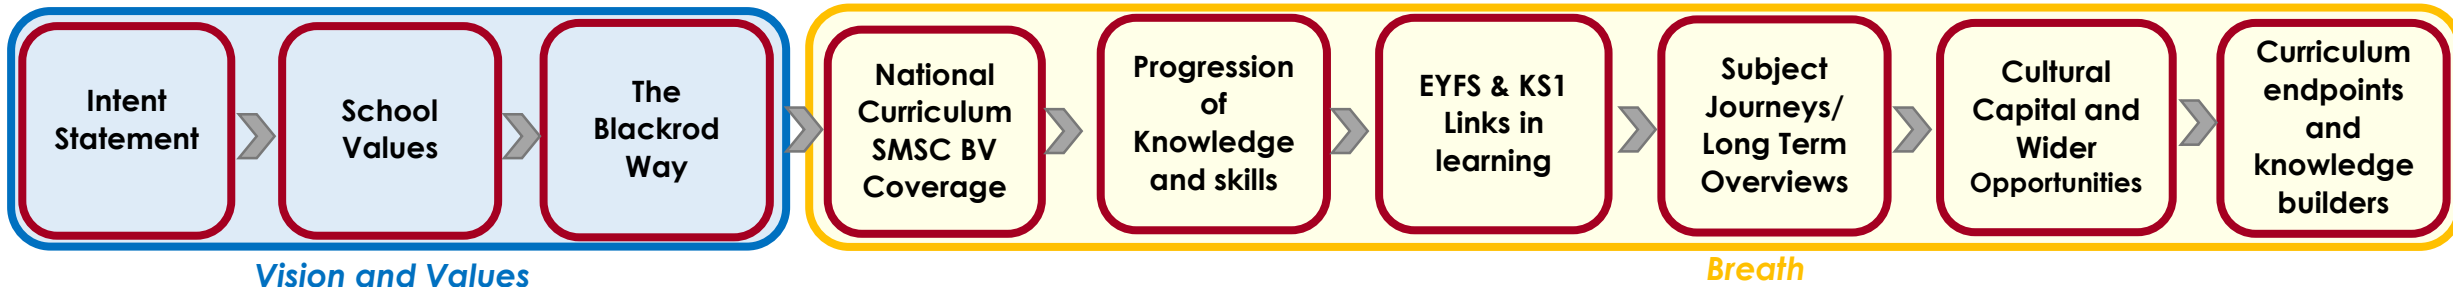 Intent
Statement
School
Values
The
Blackrod
Way
National
Curriculum
SMSC BV
Coverage
Progression
of
Knowledge
and skills
EYFS & KS1
Links in
learning
Subject
Journeys/
Long Term
Overviews
Cultural
Capital and
Wider
Opportunities
Curriculum
endpoints
and
knowledge
builders
Vision and Values
Breath